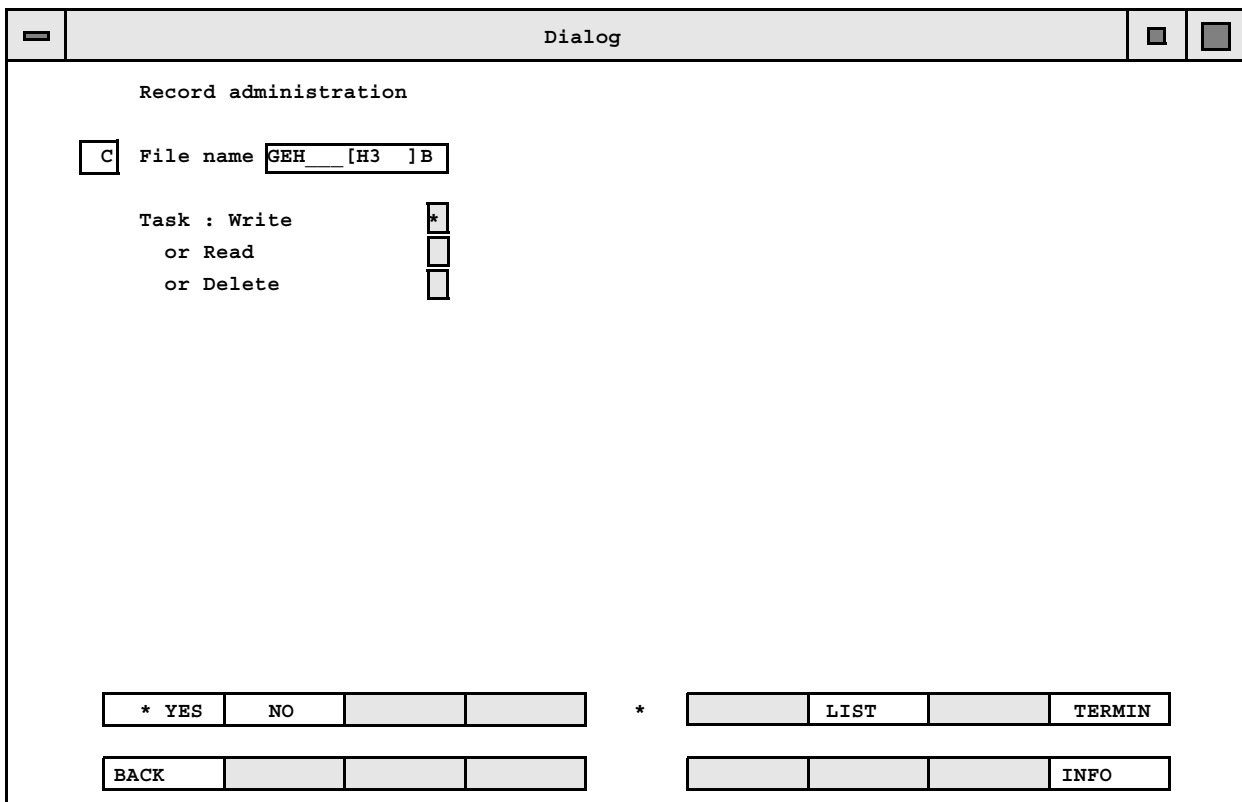 Dialog
Record administration
C File name GEH___[H3  ]B
Task : Write *
or Read
or Delete
* YES NO * LIST TERMIN
BACK INFO